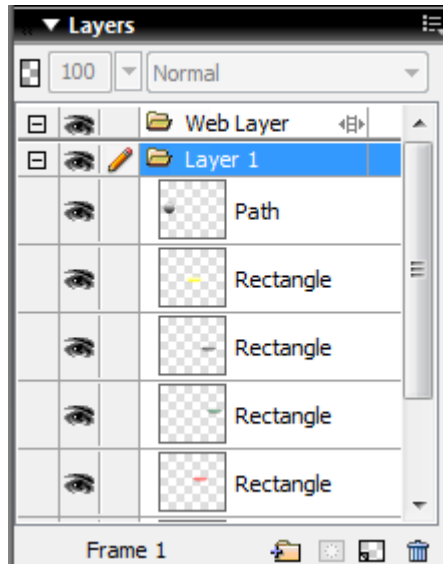 Layers
100 Normal
Web Layer
Layer 1
Path
Rectangle
Rectangle
Rectangle
Rectangle
Frame 1